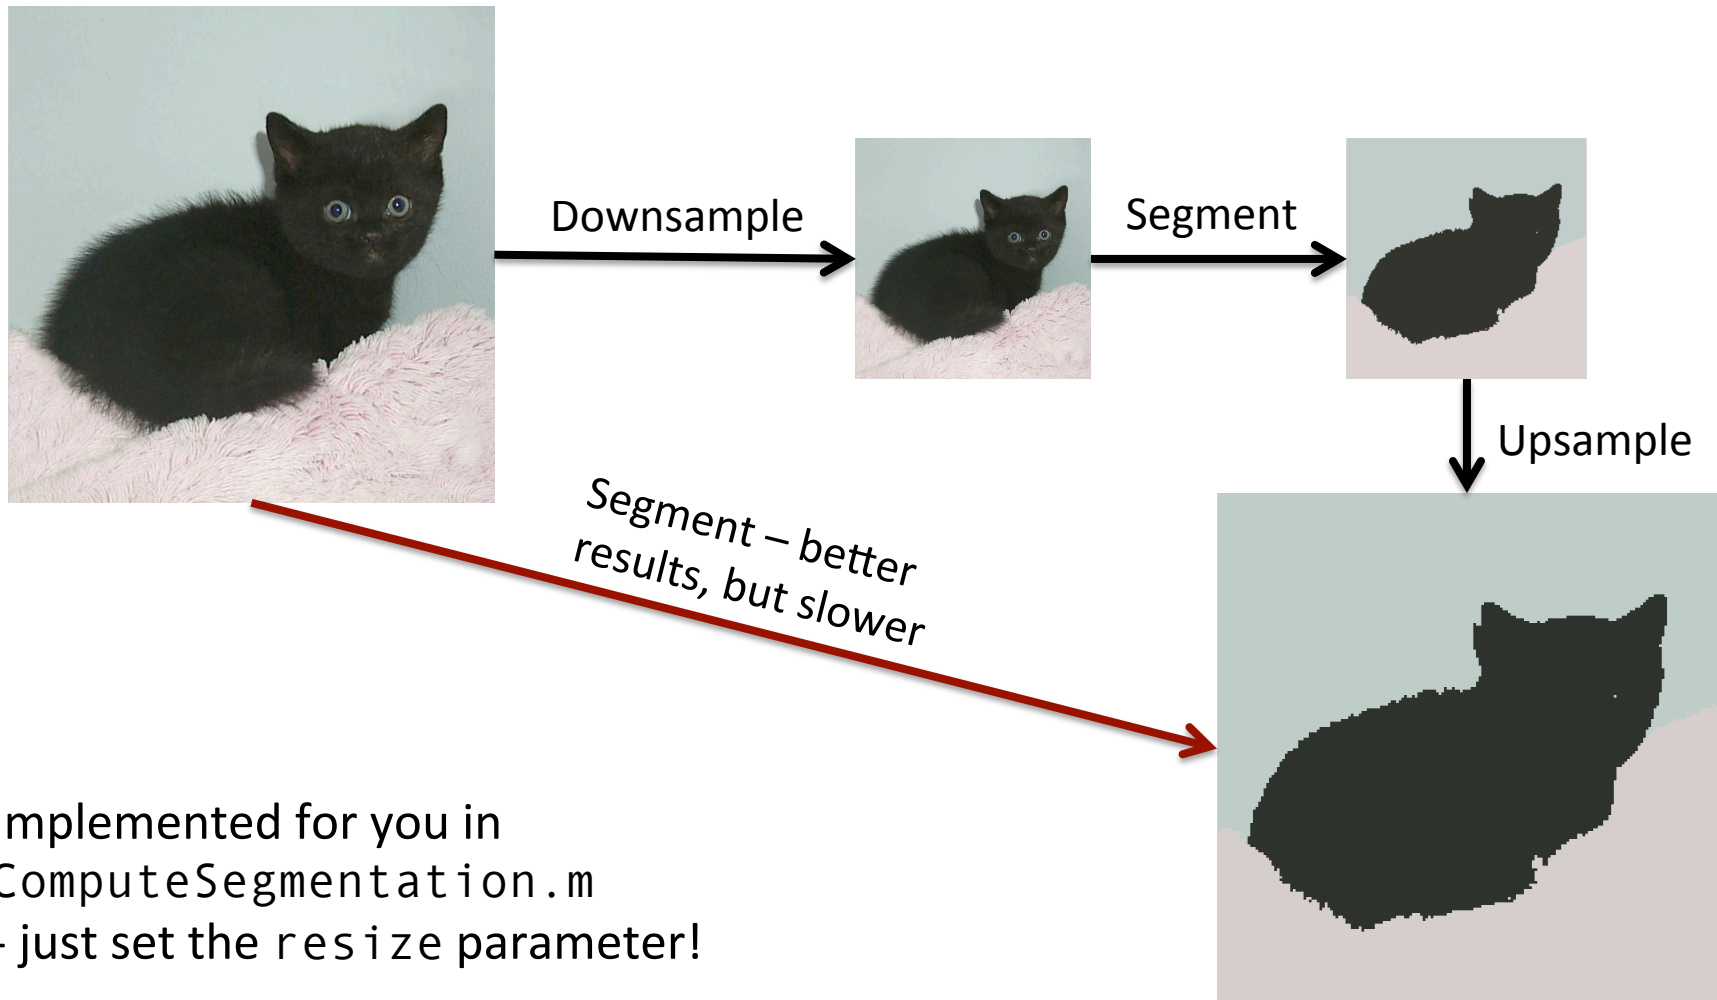 Downsample
Segment
Upsample
Segment – better
results, but slower
mplemented for you in
ComputeSegmentation.m
- just set the resize parameter!